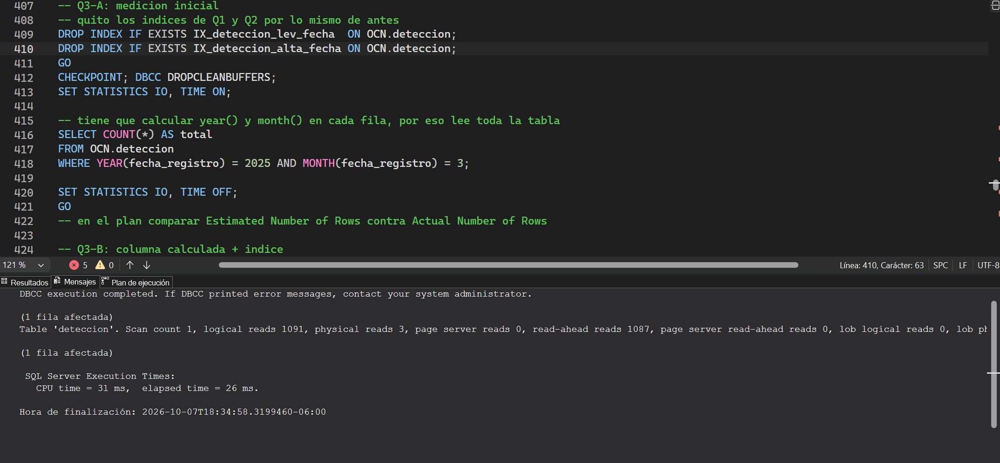 407 -- Q3-A: medicion inicial
408 -- quito los indices de Q1 y Q2 por lo mismo de antes
409 DROP INDEX IF EXISTS IX_deteccion_lev_fecha  ON OCN.deteccion;
410 DROP INDEX IF EXISTS IX_deteccion_alta_fecha ON OCN.deteccion;
411 GO
412 CHECKPOINT; DBCC DROPCLEANBUFFERS;
413 SET STATISTICS IO, TIME ON;
414
415 -- tiene que calcular year() y month() en cada fila, por eso lee toda la tabla
416 SELECT COUNT(*) AS total
417 FROM OCN.deteccion
418 WHERE YEAR(fecha_registro) = 2025 AND MONTH(fecha_registro) = 3;
419
420 SET STATISTICS IO, TIME OFF;
421 GO
422 -- en el plan comparar Estimated Number of Rows contra Actual Number of Rows
423
424 -- Q3-B: columna calculada + indice
121 % 5 0 Línea: 410, Carácter: 63 SPC LF UTF-8
Resultados Mensajes Plan de ejecución
DBCC execution completed. If DBCC printed error messages, contact your system administrator.
(1 fila afectada)
Table 'deteccion'. Scan count 1, logical reads 1091, physical reads 3, page server reads 0, read-ahead reads 1087, page server read-ahead reads 0, lob logical reads 0, lob ph
(1 fila afectada)
SQL Server Execution Times:
CPU time = 31 ms,  elapsed time = 26 ms.
Hora de finalización: 2026-10-07T18:34:58.3199460-06:00